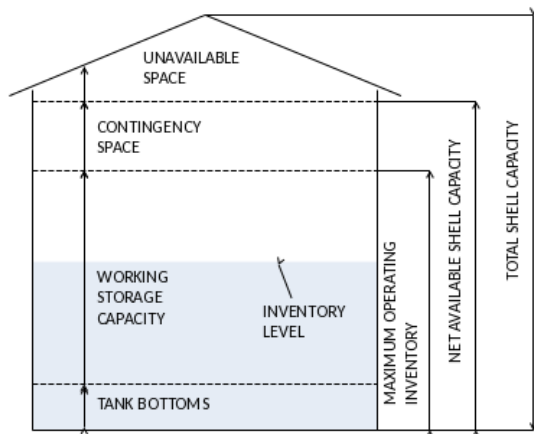 UNAVAILABLE
SPACE
CONTINGENCY
SPACE
WORKING
STORAGE
CAPACITY
INVENTORY
LEVEL
TANK BOTTOMS
MAXIMUM OPERATING
INVENTORY
NET AVAILABLE SHELL CAPACITY
TOTAL SHELL CAPACITY